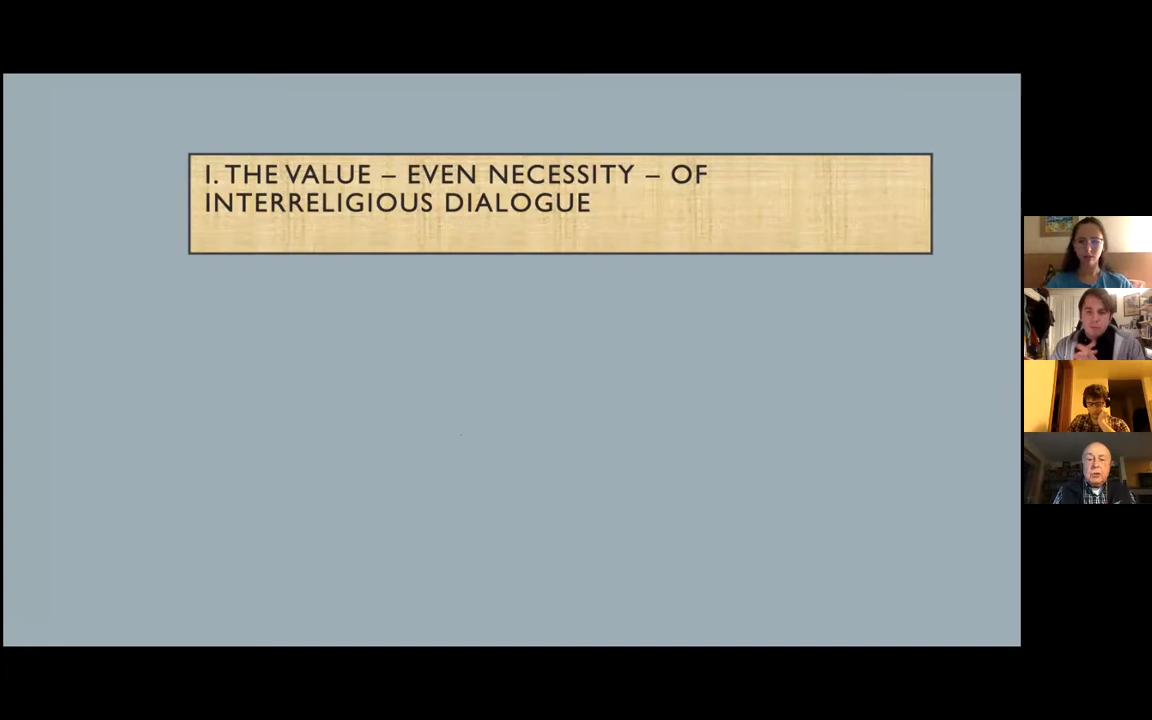 I. THE VALUE – EVEN NECESSITY – OF
INTERRELIGIOUS DIALOGUE